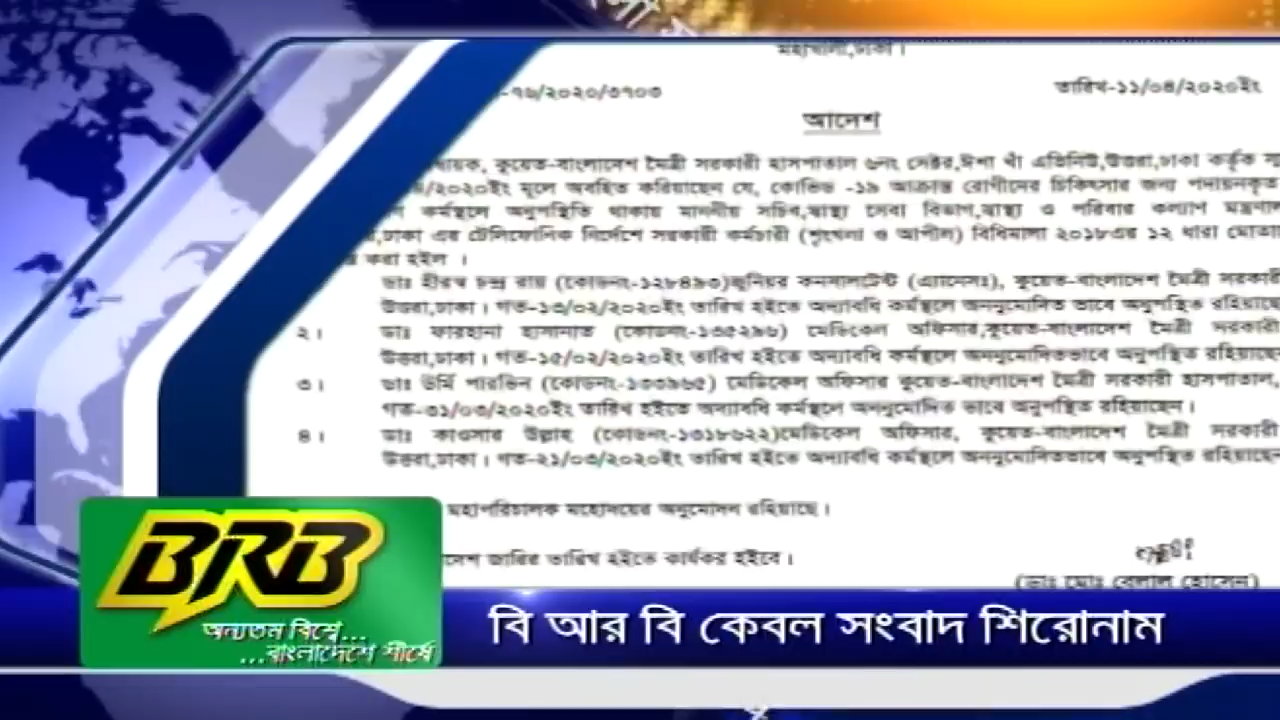 মহাখালী,ঢাকা।
-৭৬/২০২০/৩৭০৩
তারিখ-১১/০৪/২০২০ইং
আদেশ
কুয়েত-বাংলাদেশ মৈত্রী সরকারী হাসপাতাল ৬নং সেক্টর,ঈশা খাঁ এভিনিউ,উত্তরা,ঢাকা কর্তৃক
/২০২০ইং মূলে অবহিত করিয়াছেন যে, কোভিড -১৯ আক্রান্ত রোগীদের চিকিৎসার জন্য পদায়নকৃত
কর্মস্থলে অনুপস্থিতি থাকায় মাননীয় সচিব,স্বাস্থ্য সেবা বিভাগ,স্বাস্থ্য ও পরিবার কল্যাণ
,ঢাকা এর টেলিফোনিক নির্দেশে সরকারী কর্মচারী (শৃংখলা ও আপীল) বিধিমালা ২০১৮এর ১২ ধারা
করা হইল ।
ডাঃ হীরম্ব চন্দ্র রায় (কোডনং-১২৮৪৯৩)জুনিয়র কনসালটেন্ট (এ্যানেসঃ), কুয়েত-বাংলাদেশ মৈত্রী সরকারী
উত্তরা,ঢাকা। গত-১৩/০২/২০২০ইং তারিখ হইতে অদ্যাবধি কর্মস্থলে অননুমোদিত ভাবে অনুপস্থিত রহিয়াছে
২। ডাঃ ফারহানা হাসানাত (কোডনং-১৩৫২৯৬) মেডিকেল অফিসার,কুয়েত-বাংলাদেশ মৈত্রী সরকারী
উত্তরা,ঢাকা। গত-১৫/০২/২০২০ইং তারিখ হইতে অদ্যাবধি কর্মস্থলে অননুমোদিতভাবে অনুপস্থিত রহিয়াছে
৩। ডাঃ উর্মি পারভিন (কোডনং-১৩৩৯৬৫) মেডিকেল অফিসার কুয়েত-বাংলাদেশ মৈত্রী সরকারী হাসপাতাল,
গত-৩১/০৩/২০২০ইং তারিখ হইতে অদ্যাবধি কর্মস্থলে অননুমোদিত ভাবে অনুপস্থিত রহিয়াছেন।
৪। ডাঃ কাওসার উল্লাহ (কোডনং-১৩১৮৬২২)মেডিকেল অফিসার, কুয়েত-বাংলাদেশ মৈত্রী সরকারী
উত্তরা,ঢাকা। গত-২১/০৩/২০২০ইং তারিখ হইতে অদ্যাবধি কর্মস্থলে অননুমোদিতভাবে অনুপস্থিত রহিয়াছেন
মহাপরিচালক মহোদয়ের অনুমোদন রহিয়াছে।
জারির তারিখ হইতে কার্যকর হইবে।
(ডাঃ মোঃ বেলাল হোসেন)
BRB
অন্যতম বিশ্বে...
...বাংলাদেশে শীর্ষে
বি আর বি কেবল সংবাদ শিরোনাম